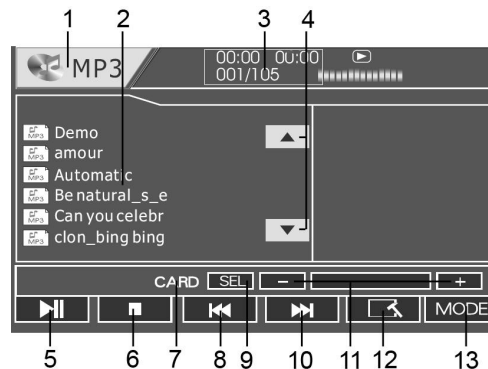 1 2 3 4
MP3
00:00 00:00
001/105
Demo
amour
Automatic
Be natural_s_e
Can you celebr
clon_bing bing
CARD SEL − +
MODE
5 6 7 8 9 10 11 12 13